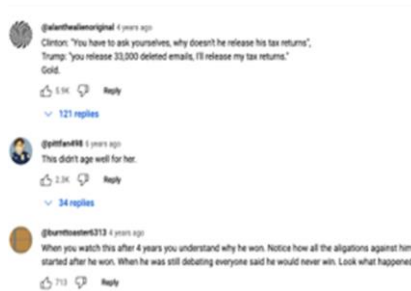 @alanthealienoriginal 4 years ago
Clinton: "You have to ask yourselves, why doesn't he release his tax returns",
Trump: "you release 33,000 deleted emails, I'll release my tax returns."
Gold.
5.9K Reply
121 replies
@pittfan498 6 years ago
This didn't age well for her.
2.3K Reply
34 replies
@burnttoaster6313 4 years ago
When you watch this after 4 years you understand why he won. Notice how all the aligations against him
started after he won. When he was still debating everyone said he would never win. Look what happene
713 Reply